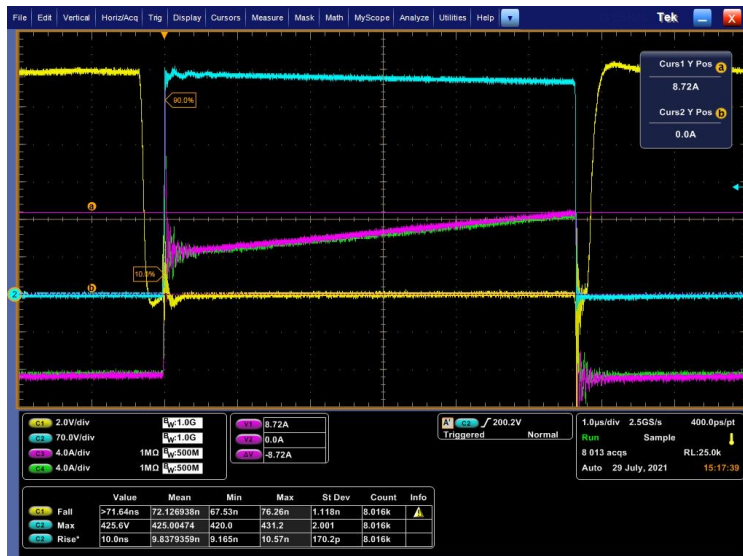 File Edit Vertical Horiz/Acq Trig Display Cursors Measure Mask Math MyScope Analyze Utilities Help Tek X
Curs1 Y Pos a
8.72A
Curs2 Y Pos b
0.0A
90.0%
a
10.0%
b
2
C1 2.0V/div BW:1.0G
C2 70.0V/div BW:1.0G
C3 4.0A/div 1MΩ BW:500M
C4 4.0A/div 1MΩ BW:500M
V1 8.72A
V2 0.0A
ΔV -8.72A
A' C2 200.2V
Triggered Normal
1.0μs/div 2.5GS/s 400.0ps/pt
Run Sample
8 013 acqs RL:25.0k
Auto 29 July, 2021 15:17:39
Value Mean Min Max St Dev Count Info
C1 Fall >71.64ns 72.126938n 67.53n 76.26n 1.118n 8.016k
C2 Max 425.6V 425.00474 420.0 431.2 2.001 8.016k
C2 Rise* 10.0ns 9.8379359n 9.165n 10.57n 170.2p 8.016k